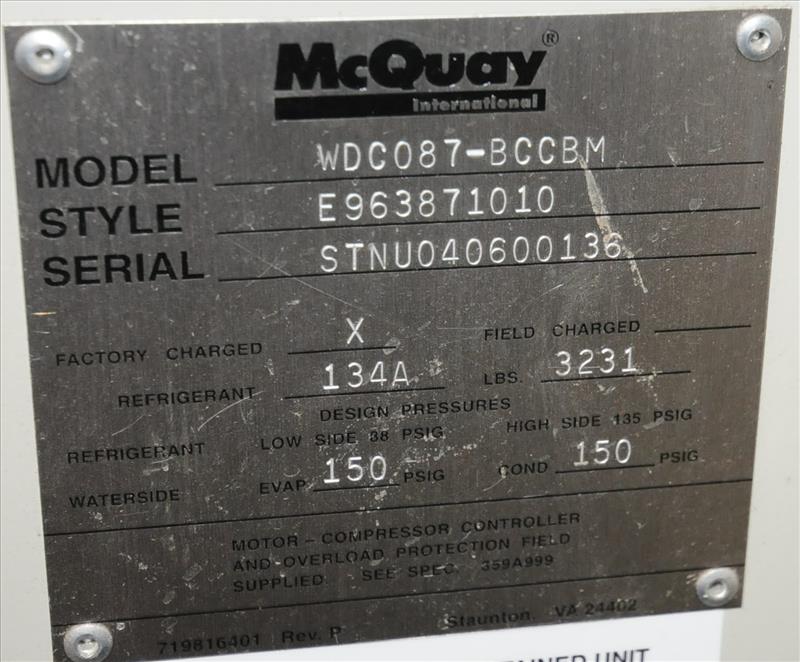 McQuay®
International
MODEL WDC087-BCCBM
STYLE E963871010
SERIAL STNU040600136
FACTORY CHARGED X FIELD CHARGED
REFRIGERANT 134A LBS. 3231
DESIGN PRESSURES
REFRIGERANT LOW SIDE 38 PSIG HIGH SIDE 135 PSIG
WATERSIDE EVAP 150 PSIG COND 150 PSIG
MOTOR - COMPRESSOR CONTROLLER
AND OVERLOAD PROTECTION FIELD
SUPPLIED. SEE SPEC. 359A999
719816401 Rev. P Staunton, VA 24402
UNIT